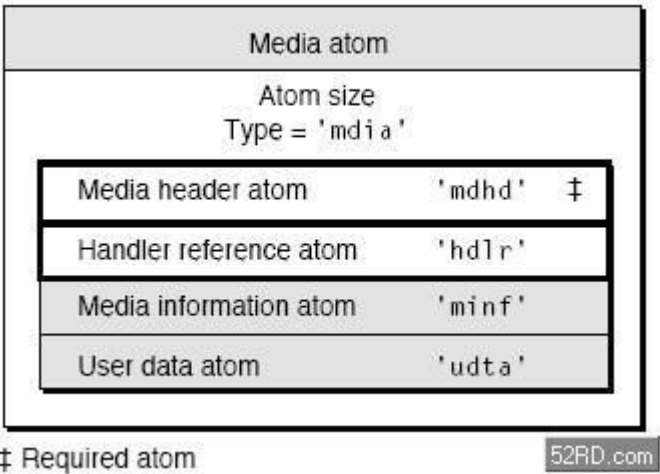 Media atom
Atom size
Type = 'mdia'
Media header atom 'mdhd' ‡
Handler reference atom 'hdlr'
Media information atom 'minf'
User data atom 'udta'
‡ Required atom
52RD.com